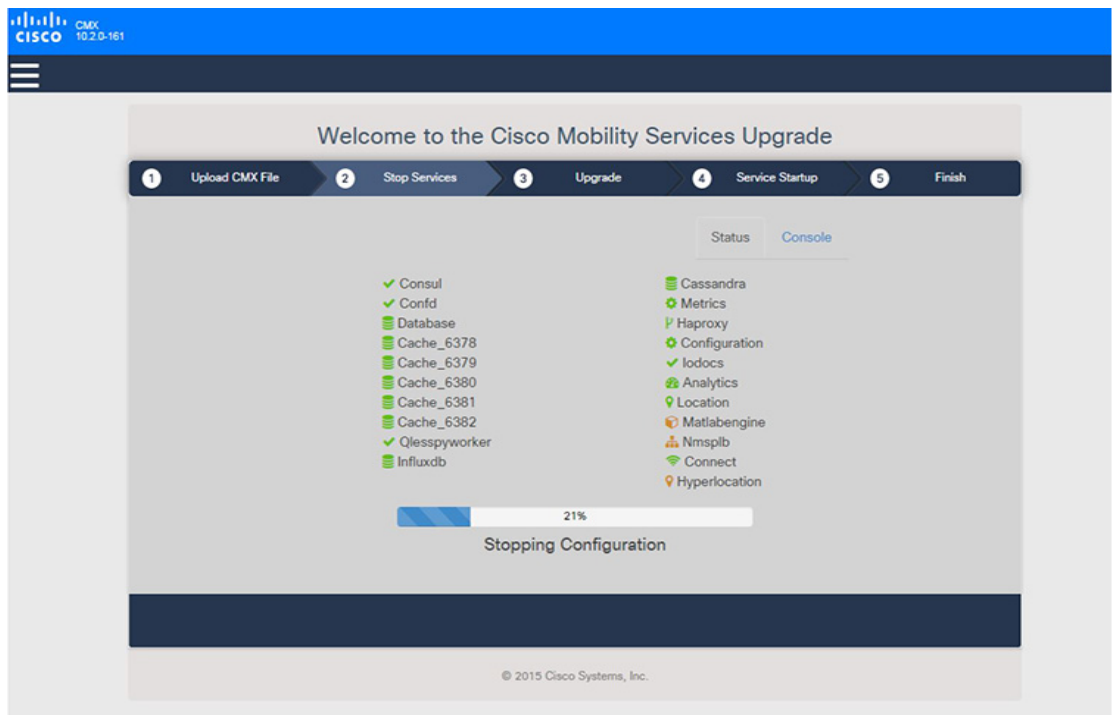 CISCO
CMX
10.2.0-161
Welcome to the Cisco Mobility Services Upgrade
1 Upload CMX File 2 Stop Services 3 Upgrade 4 Service Startup 5 Finish
Status Console
Consul
Confd
Database
Cache_6378
Cache_6379
Cache_6380
Cache_6381
Cache_6382
Qlesspyworker
Influxdb
Cassandra
Metrics
Haproxy
Configuration
Iodocs
Analytics
Location
Matlabengine
Nmsplb
Connect
Hyperlocation
21%
Stopping Configuration
© 2015 Cisco Systems, Inc.